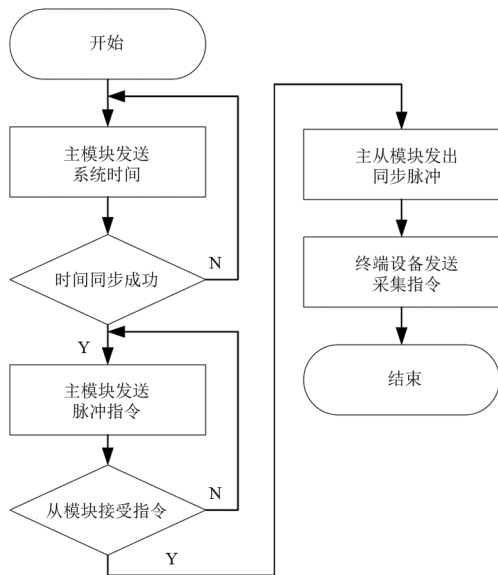 开始
主模块发送
系统时间
时间同步成功
N
Y
主模块发送
脉冲指令
从模块接受指令
N
Y
主从模块发出
同步脉冲
终端设备发送
采集指令
结束